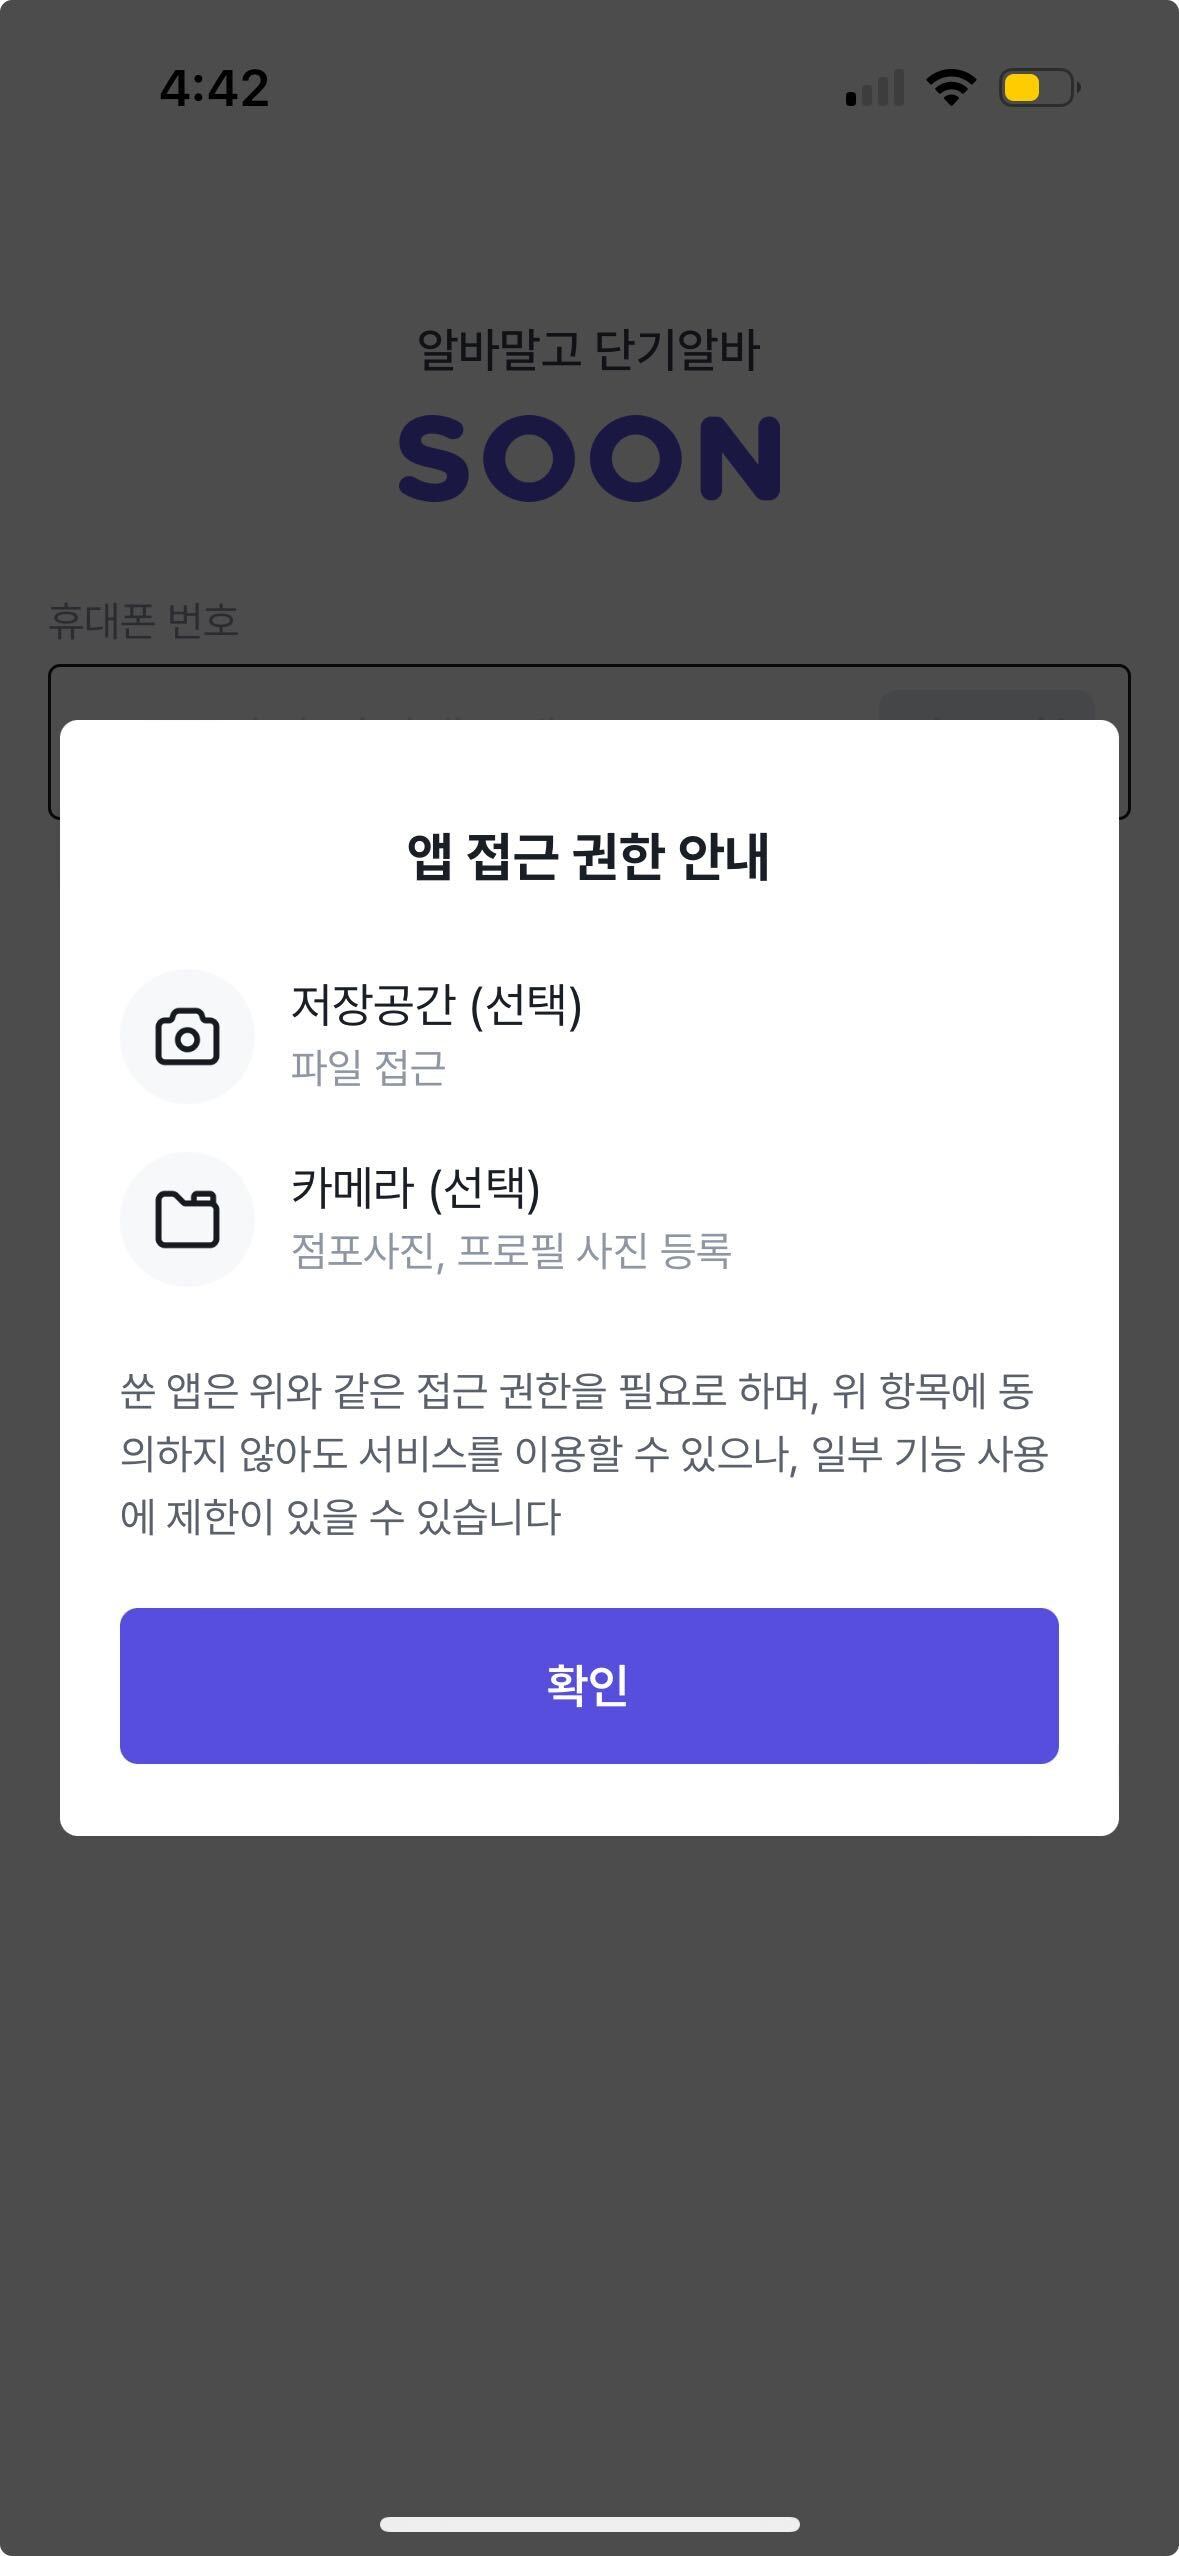 4:42
알바말고 단기알바
SOON
휴대폰 번호
앱 접근 권한 안내
저장공간 (선택)
파일 접근
카메라 (선택)
점포사진, 프로필 사진 등록
쑨 앱은 위와 같은 접근 권한을 필요로 하며, 위 항목에 동
의하지 않아도 서비스를 이용할 수 있으나, 일부 기능 사용
에 제한이 있을 수 있습니다
확인